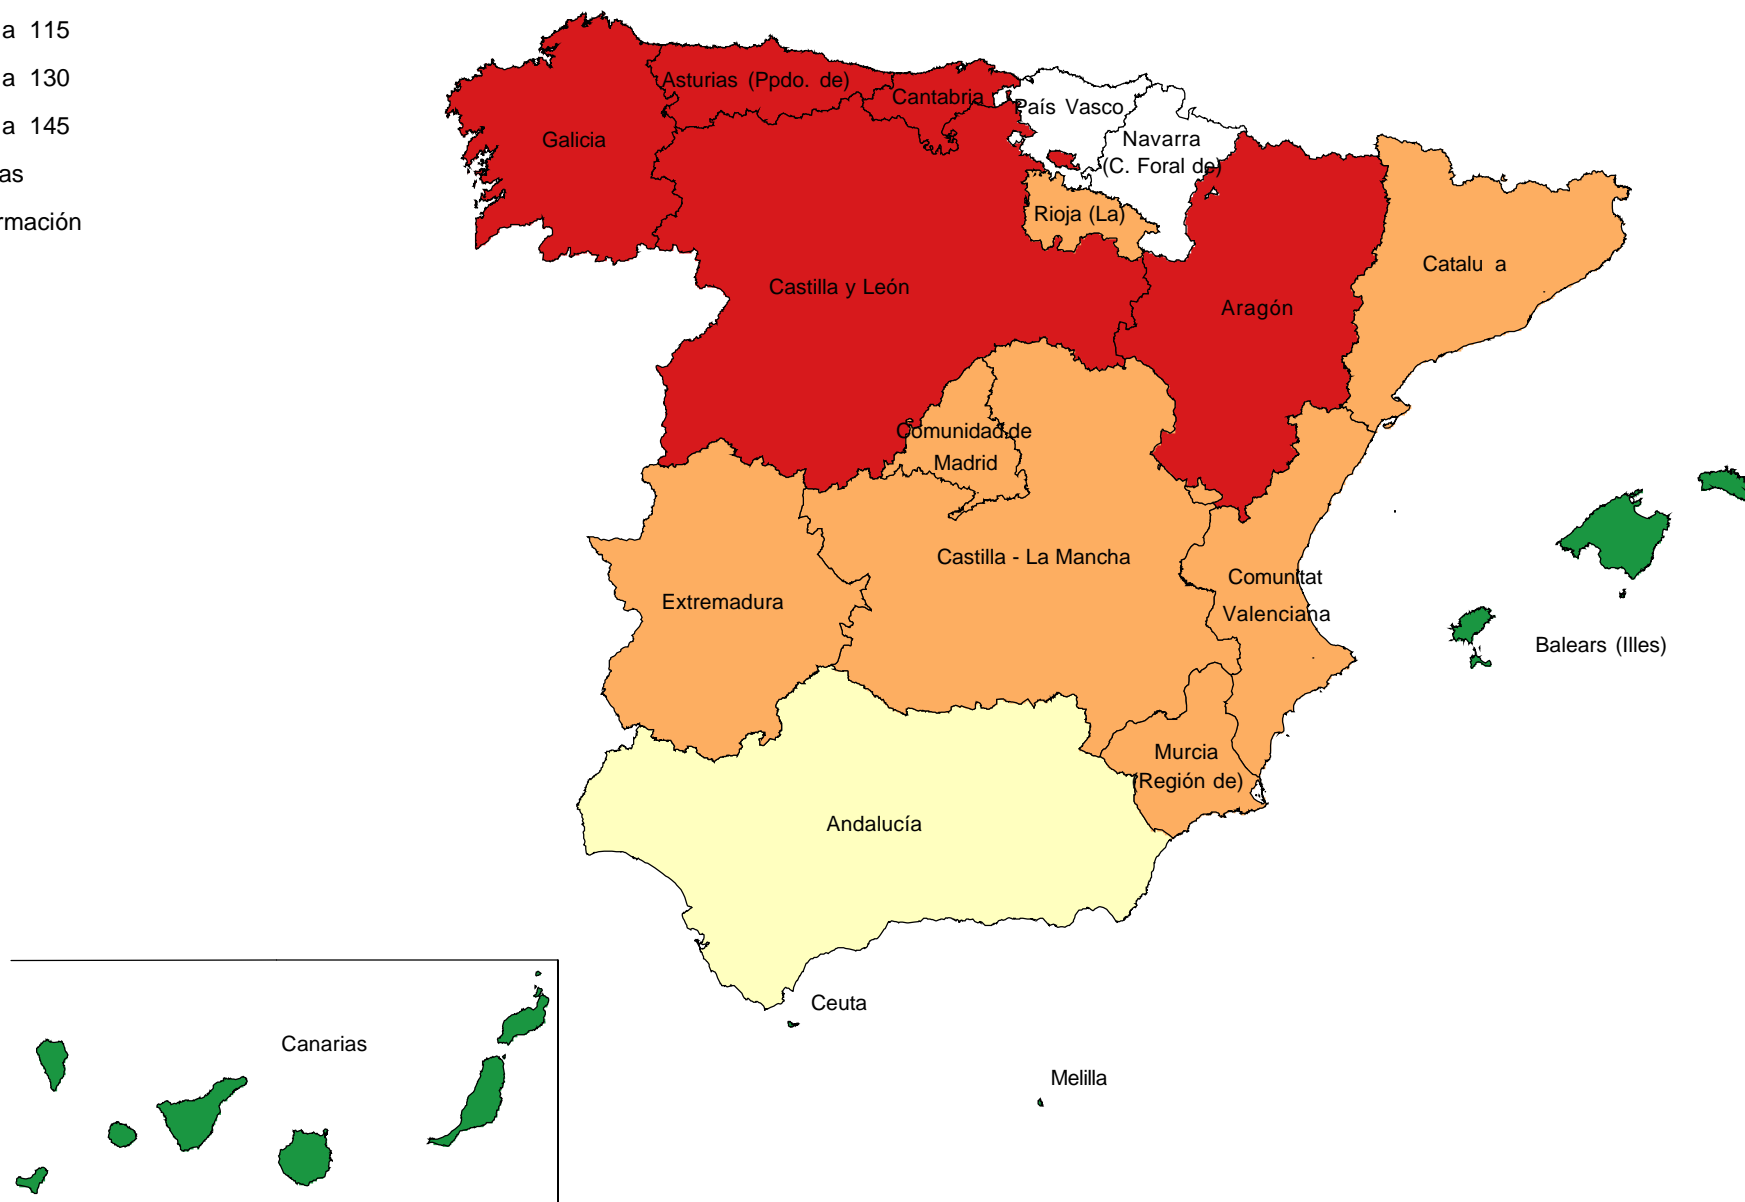 a 115
a 130
a 145
as
rmación
Asturias (Ppdo. de)
Cantabria
País Vasco
Galicia
Navarra
(C. Foral de)
Rioja (La)
Catalu a
Castilla y León
Aragón
Comunidad de
Madrid
Castilla - La Mancha
Comunitat
Valenciana
Extremadura
Balears (Illes)
Murcia
(Región de)
Andalucía
Ceuta
Canarias
Melilla